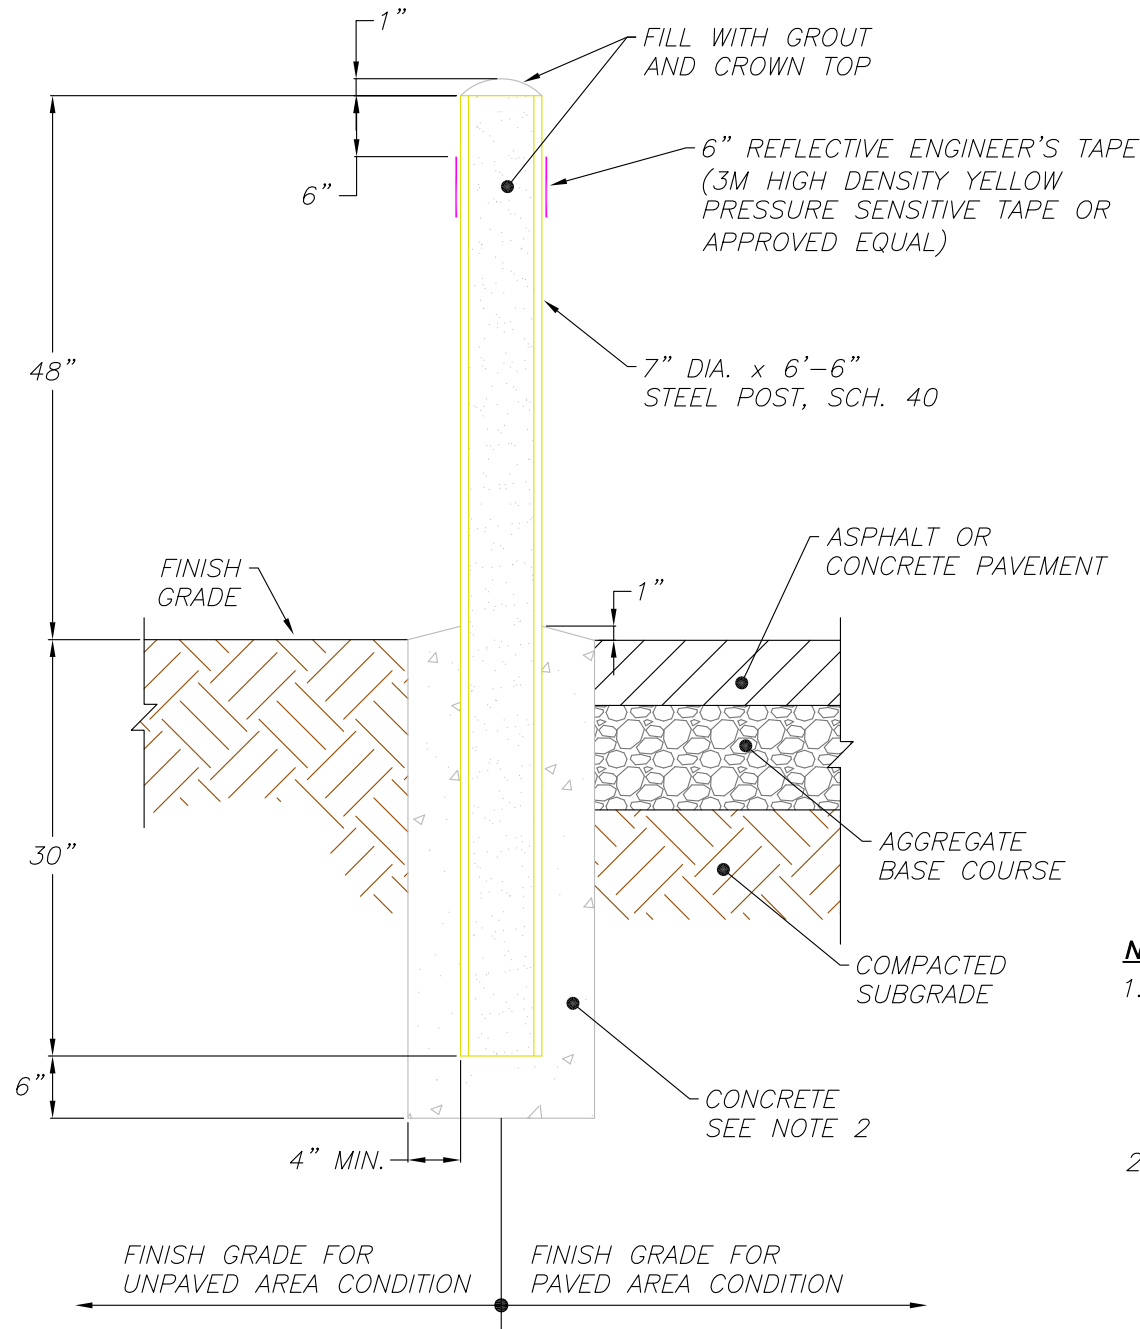 1"
FILL WITH GROUT
AND CROWN TOP
6" REFLECTIVE ENGINEER'S TAPE
(3M HIGH DENSITY YELLOW
PRESSURE SENSITIVE TAPE OR
APPROVED EQUAL)
6"
48"
7" DIA. x 6'-6"
STEEL POST, SCH. 40
ASPHALT OR
CONCRETE PAVEMENT
FINISH
GRADE
1"
30"
AGGREGATE
BASE COURSE
COMPACTED
SUBGRADE
N
1.
6"
CONCRETE
SEE NOTE 2
4" MIN.
2
FINISH GRADE FOR
UNPAVED AREA CONDITION
FINISH GRADE FOR
PAVED AREA CONDITION